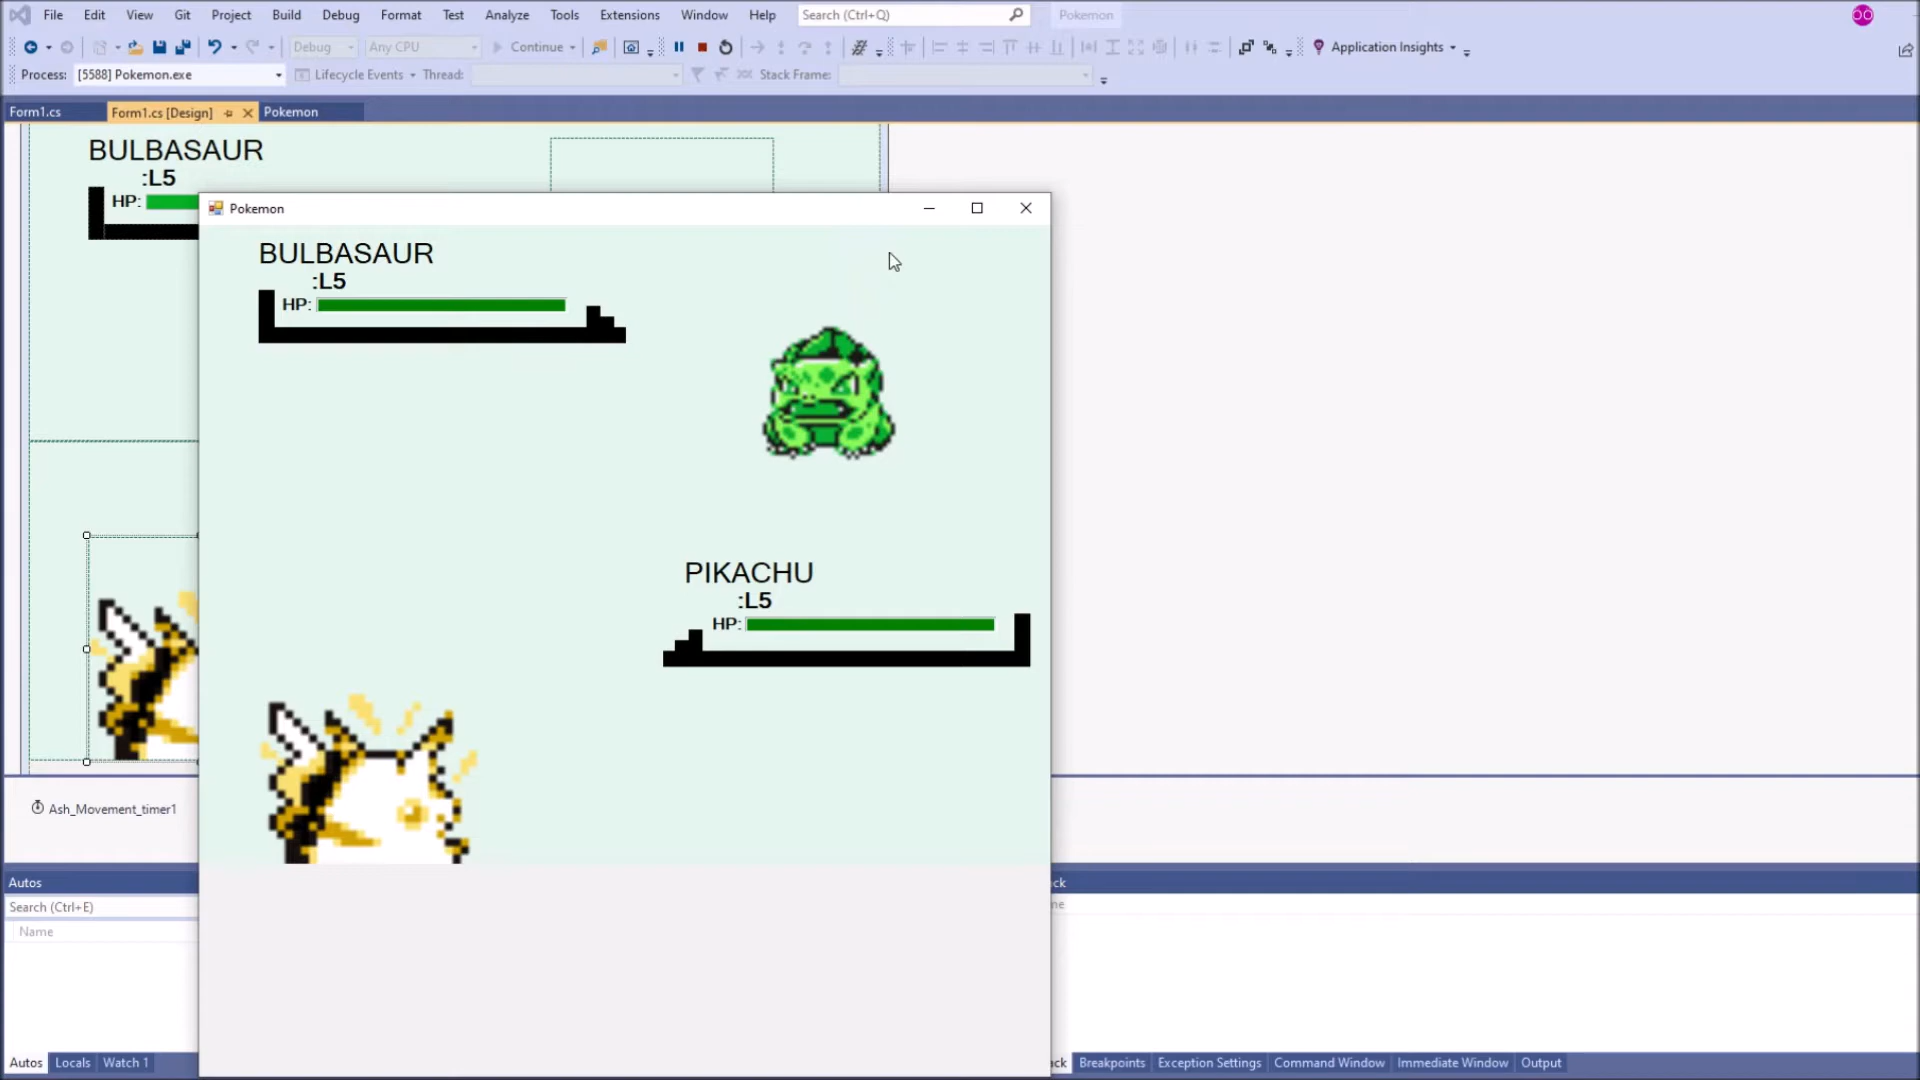 File Edit View Git Project Build Debug Format Test Analyze Tools Extensions Window Help Search (Ctrl+Q) Pokemon
Debug Any CPU Continue Application Insights
Process: [5588] Pokemon.exe Lifecycle Events Thread: Stack Frame:
Form1.cs Form1.cs [Design] Pokemon
BULBASAUR
:L5
HP:
Pokemon
BULBASAUR
:L5
HP:
PIKACHU
:L5
HP:
Ash_Movement_timer1
Autos
Search (Ctrl+E)
Name
Autos Locals Watch 1
Breakpoints Exception Settings Command Window Immediate Window Output